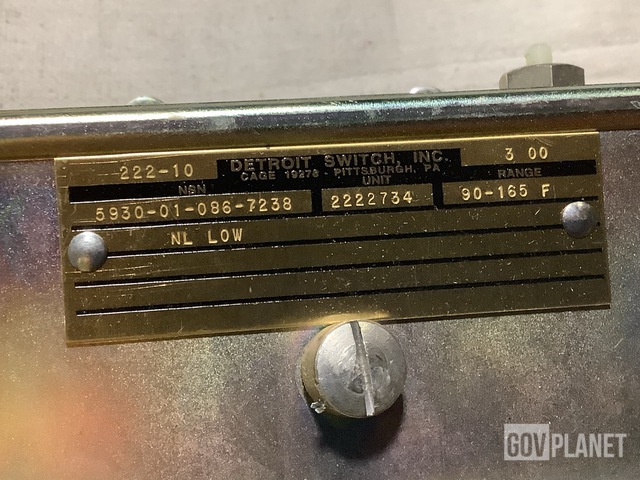 222-10 DETROIT SWITCH, INC. 3 00
CAGE 19278 - PITTSBURGH, PA
NSN UNIT RANGE
5930-01-086-7238 2222734 90-165 F
NL LOW
GOVPLANET